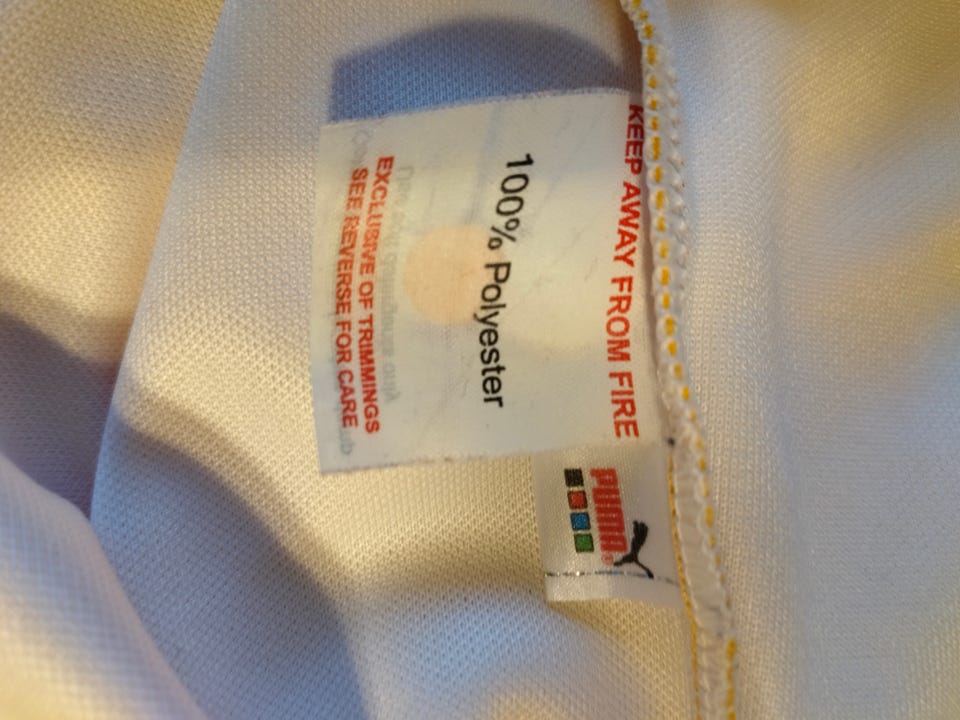 KEEP AWAY FROM FIRE
100% Polyester
EXCLUSIVE OF TRIMMINGS
SEE REVERSE FOR CARE
PUMA®